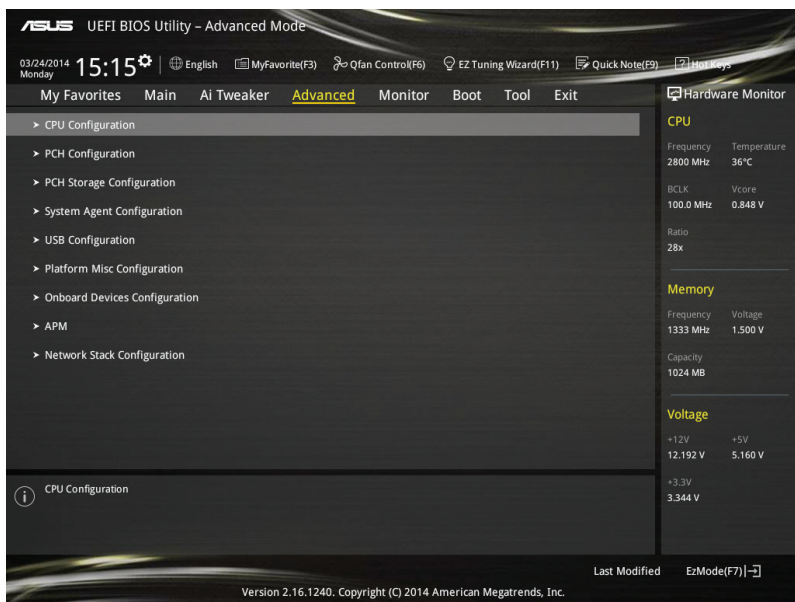 ASUS UEFI BIOS Utility – Advanced Mode
03/24/2014 Monday 15:15 English MyFavorite(F3) Qfan Control(F6) EZ Tuning Wizard(F11) Quick Note(F9) ? Hot Keys
My Favorites Main Ai Tweaker Advanced Monitor Boot Tool Exit
CPU Configuration
PCH Configuration
PCH Storage Configuration
System Agent Configuration
USB Configuration
Platform Misc Configuration
Onboard Devices Configuration
APM
Network Stack Configuration
i CPU Configuration
Hardware Monitor
CPU
Frequency Temperature
2800 MHz 36°C
BCLK Vcore
100.0 MHz 0.848 V
Ratio
28x
Memory
Frequency Voltage
1333 MHz 1.500 V
Capacity
1024 MB
Voltage
+12V +5V
12.192 V 5.160 V
+3.3V
3.344 V
Last Modified EzMode(F7)
Version 2.16.1240. Copyright (C) 2014 American Megatrends, Inc.